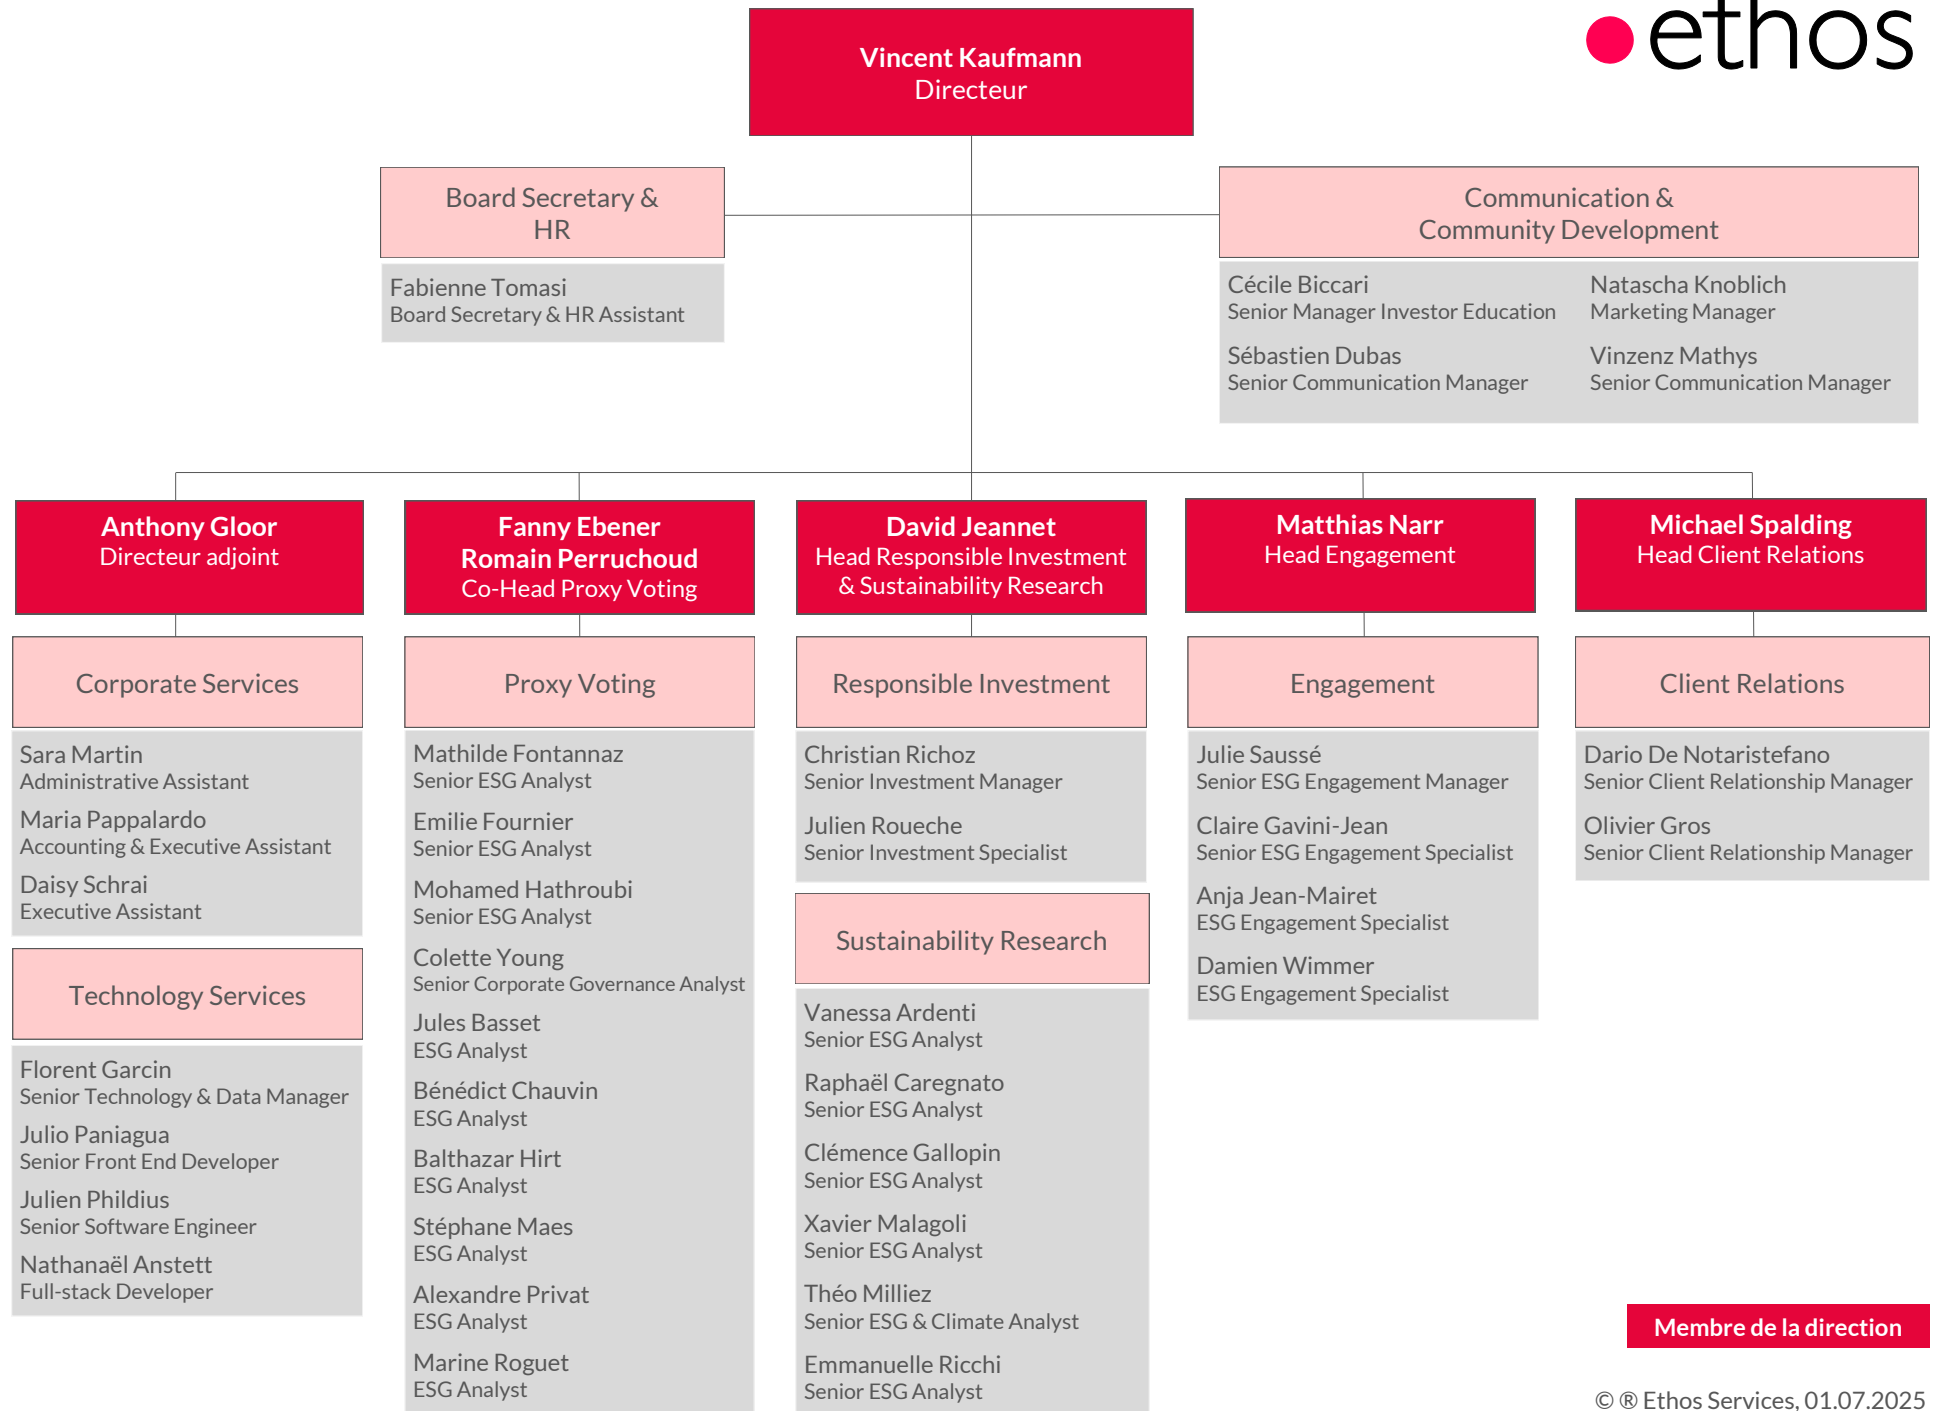 ethos
Vincent Kaufmann
Directeur
Board Secretary &
HR
Fabienne Tomasi
Board Secretary & HR Assistant
Communication &
Community Development
Cécile Biccari
Senior Manager Investor Education
Sébastien Dubas
Senior Communication Manager
Natascha Knoblich
Marketing Manager
Vinzenz Mathys
Senior Communication Manager
Anthony Gloor
Directeur adjoint
Corporate Services
Sara Martin
Administrative Assistant
Maria Pappalardo
Accounting & Executive Assistant
Daisy Schrai
Executive Assistant
Technology Services
Florent Garcin
Senior Technology & Data Manager
Julio Paniagua
Senior Front End Developer
Julien Phildius
Senior Software Engineer
Nathanaël Anstett
Full-stack Developer
Fanny Ebener
Romain Perruchoud
Co-Head Proxy Voting
Proxy Voting
Mathilde Fontannaz
Senior ESG Analyst
Emilie Fournier
Senior ESG Analyst
Mohamed Hathroubi
Senior ESG Analyst
Colette Young
Senior Corporate Governance Analyst
Jules Basset
ESG Analyst
Bénédict Chauvin
ESG Analyst
Balthazar Hirt
ESG Analyst
Stéphane Maes
ESG Analyst
Alexandre Privat
ESG Analyst
Marine Roguet
ESG Analyst
David Jeannet
Head Responsible Investment
& Sustainability Research
Responsible Investment
Christian Richoz
Senior Investment Manager
Julien Roueche
Senior Investment Specialist
Sustainability Research
Vanessa Ardenti
Senior ESG Analyst
Raphaël Caregnato
Senior ESG Analyst
Clémence Gallopin
Senior ESG Analyst
Xavier Malagoli
Senior ESG Analyst
Théo Milliez
Senior ESG & Climate Analyst
Emmanuelle Ricchi
Senior ESG Analyst
Matthias Narr
Head Engagement
Engagement
Julie Saussé
Senior ESG Engagement Manager
Claire Gavini-Jean
Senior ESG Engagement Specialist
Anja Jean-Mairet
ESG Engagement Specialist
Damien Wimmer
ESG Engagement Specialist
Michael Spalding
Head Client Relations
Client Relations
Dario De Notaristefano
Senior Client Relationship Manager
Olivier Gros
Senior Client Relationship Manager
Membre de la direction
© ® Ethos Services, 01.07.2025